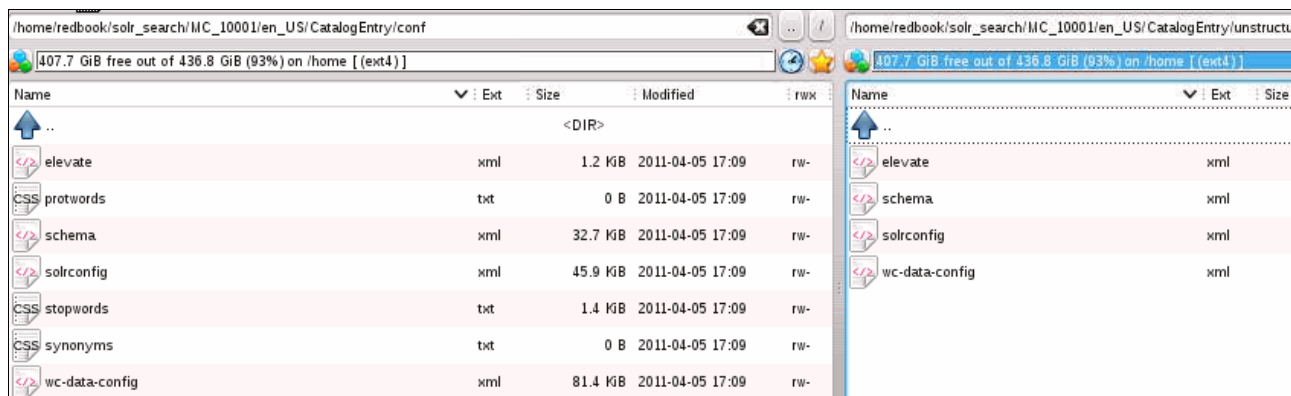 /home/redbook/solr_search/MC_10001/en_US/CatalogEntry/conf .. /
407.7 GiB free out of 436.8 GiB (93%) on /home [(ext4)]
Name Ext Size Modified rwx
.. <DIR>
elevate xml 1.2 KiB 2011-04-05 17:09 rw-
CSS protwords txt 0 B 2011-04-05 17:09 rw-
schema xml 32.7 KiB 2011-04-05 17:09 rw-
solrconfig xml 45.9 KiB 2011-04-05 17:09 rw-
CSS stopwords txt 1.4 KiB 2011-04-05 17:09 rw-
CSS synonyms txt 0 B 2011-04-05 17:09 rw-
wc-data-config xml 81.4 KiB 2011-04-05 17:09 rw-
/home/redbook/solr_search/MC_10001/en_US/CatalogEntry/unstructu
407.7 GiB free out of 436.8 GiB (93%) on /home [(ext4)]
Name Ext Size
..
elevate xml
schema xml
solrconfig xml
wc-data-config xml